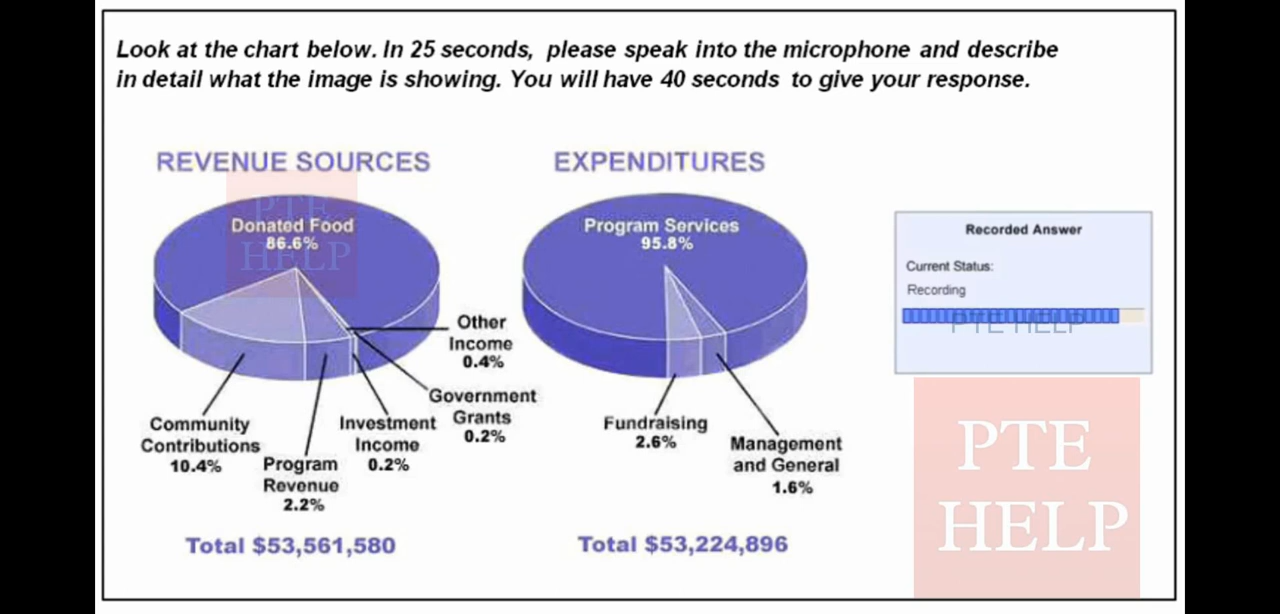 Look at the chart below. In 25 seconds, please speak into the microphone and describe
in detail what the image is showing. You will have 40 seconds to give your response.
REVENUE SOURCES
PTE
HELP
Donated Food
86.6%
Other
Income
0.4%
Government
Grants
0.2%
Investment
Income
0.2%
Program
Revenue
2.2%
Community
Contributions
10.4%
Total $53,561,580
EXPENDITURES
Program Services
95.8%
Fundraising
2.6%
Management
and General
1.6%
Total $53,224,896
Recorded Answer
Current Status:
Recording
PTE HELP
PTE
HELP